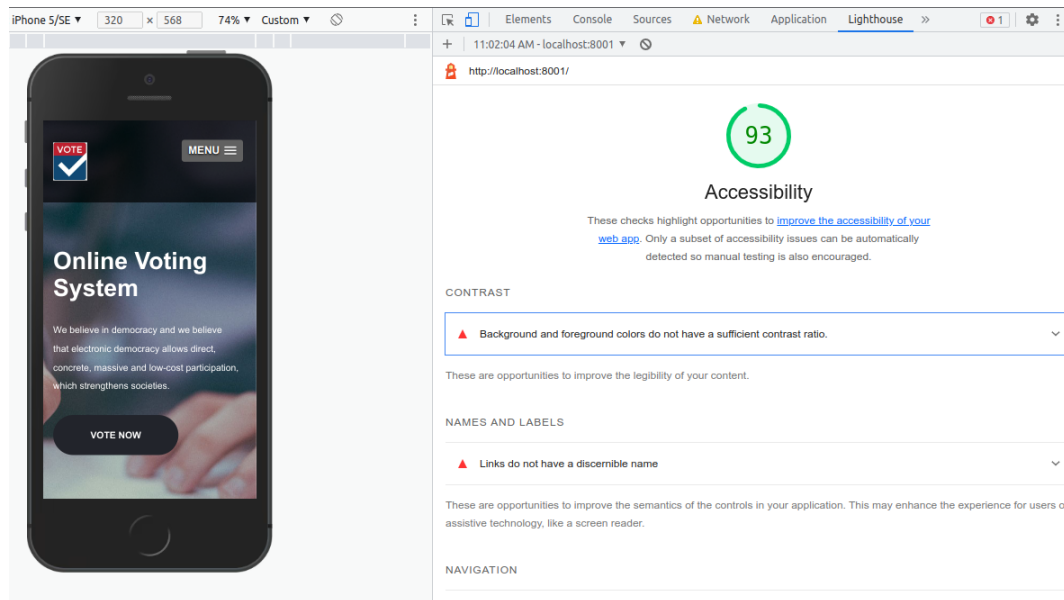 iPhone 5/SE ▼ 320 × 568 74% ▼ Custom ▼
Elements Console Sources Network Application Lighthouse » 1
+ 11:02:04 AM - localhost:8001 ▼
http://localhost:8001/
VOTE
MENU
Online Voting
System
We believe in democracy and we believe
that electronic democracy allows direct,
concrete, massive and low-cost participation,
which strengthens societies.
VOTE NOW
93
Accessibility
These checks highlight opportunities to improve the accessibility of your
web app. Only a subset of accessibility issues can be automatically
detected so manual testing is also encouraged.
CONTRAST
Background and foreground colors do not have a sufficient contrast ratio.
These are opportunities to improve the legibility of your content.
NAMES AND LABELS
Links do not have a discernible name
These are opportunities to improve the semantics of the controls in your application. This may enhance the experience for users o
assistive technology, like a screen reader.
NAVIGATION